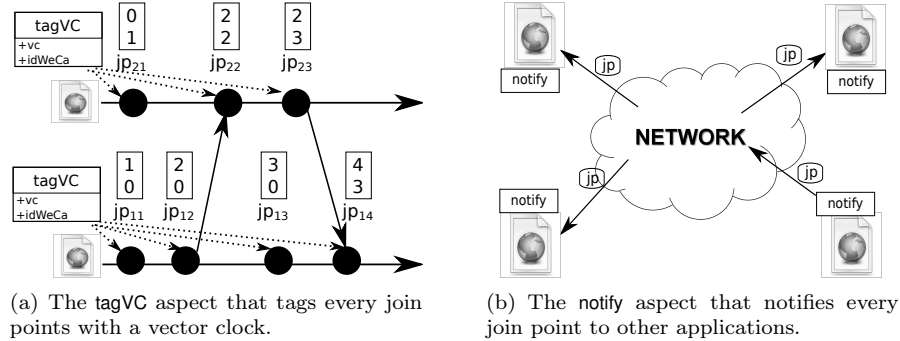 tagVC
+vc
+idWeCa
0
1
jp21
2
2
jp22
2
3
jp23
tagVC
+vc
+idWeCa
1
0
jp11
2
0
jp12
3
0
jp13
4
3
jp14
(a) The tagVC aspect that tags every join
points with a vector clock.
notify
jp
jp
notify
NETWORK
notify
jp
jp
notify
(b) The notify aspect that notifies every
join point to other applications.